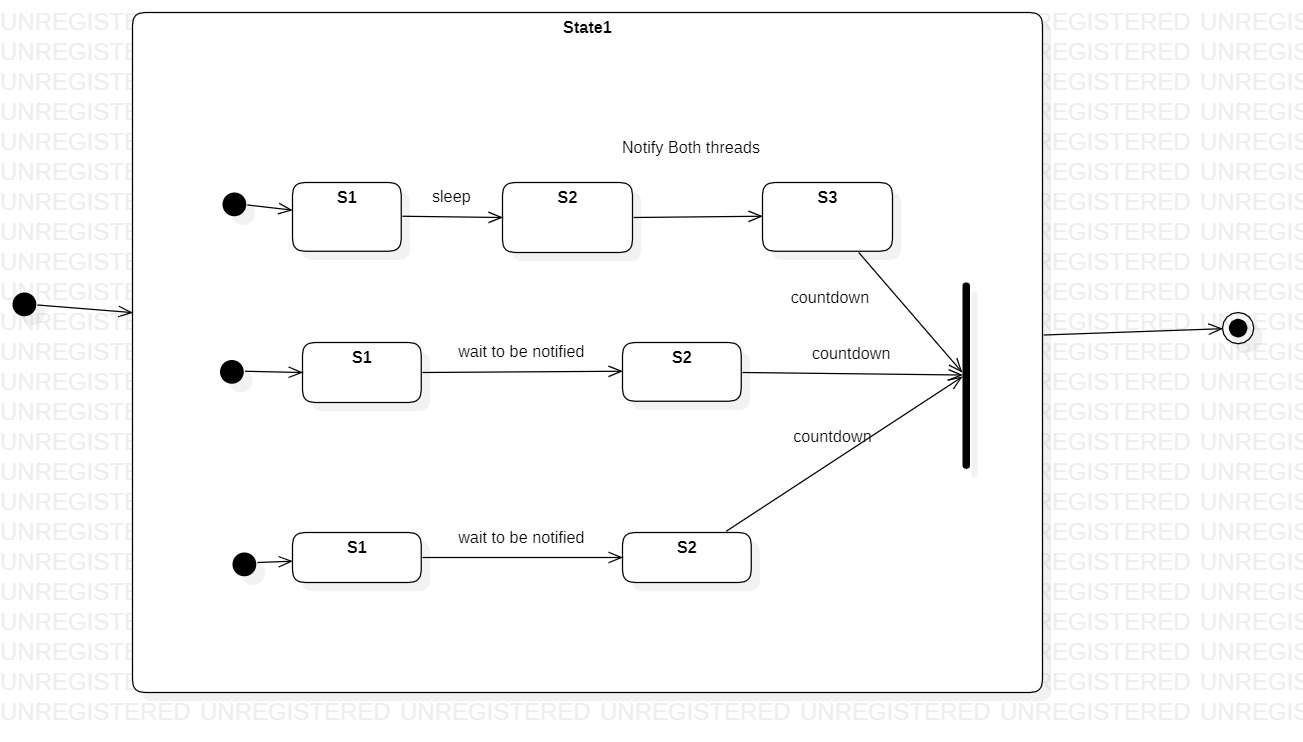 State1
Notify Both threads
S1
sleep
S2
S3
countdown
S1
wait to be notified
S2
countdown
countdown
S1
wait to be notified
S2
UNREGISTERED UNREGISTERED UNREGISTERED UNREGISTERED UNREGISTERED UNREGISTERED UNREGIS